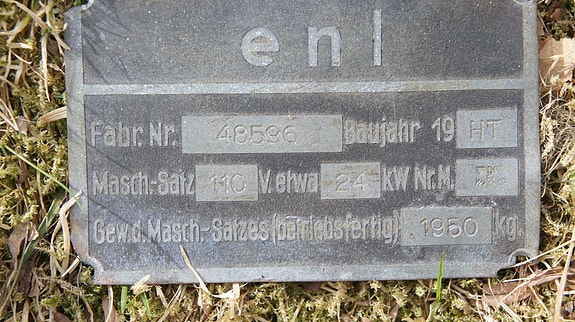 enl
Fabr. Nr. 48596 Baujahr 19 HT
Masch.-Satz 110 V. etwa 24 kW Nr. M.
Gew. d. Masch.-Satzes (betriebsfertig) 1950 kg.